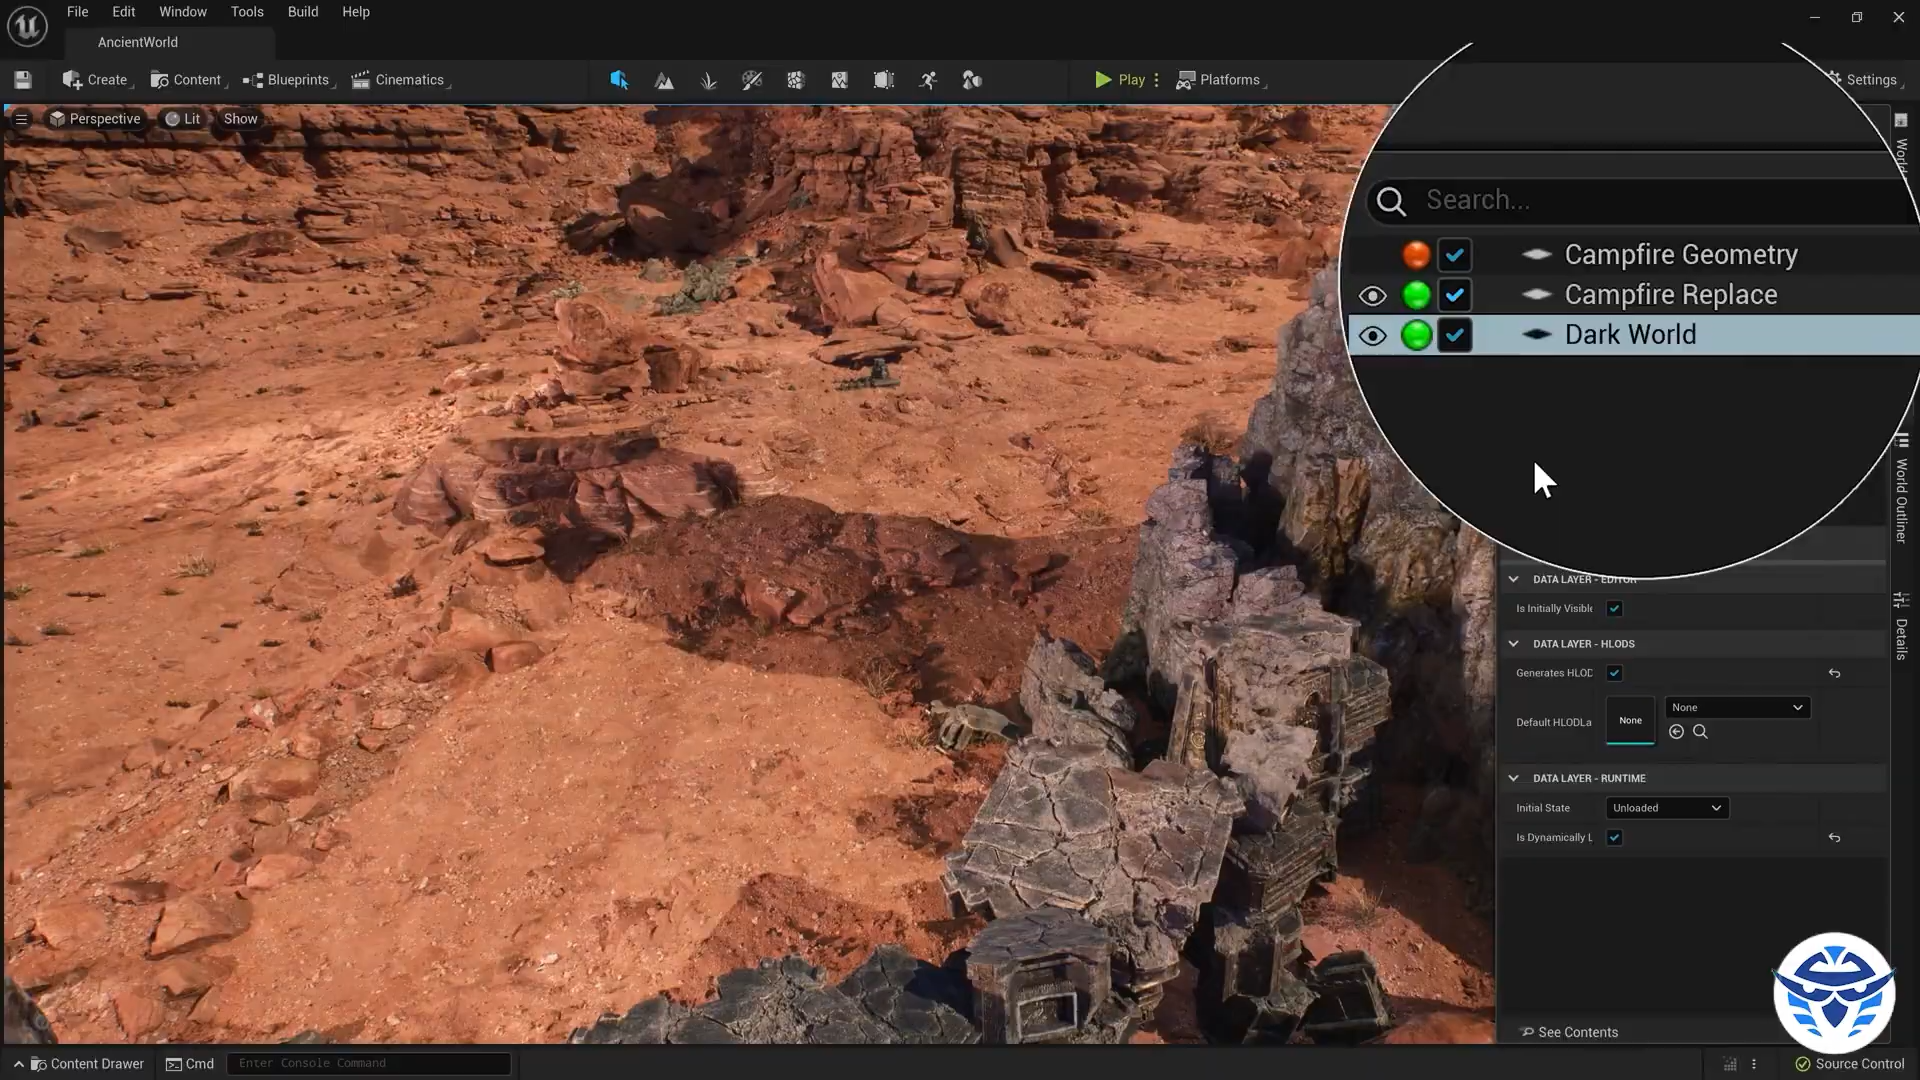 File Edit Window Tools Build Help
AncientWorld
Create Content Blueprints Cinematics Play Platforms Settings
Perspective Lit Show
Search...
Campfire Geometry
Campfire Replace
Dark World
World Outliner
Details
DATA LAYER - EDITOR
Is Initially Visible
DATA LAYER - HLODS
Generates HLOD
Default HLODLa
None
None
DATA LAYER - RUNTIME
Initial State Unloaded
Is Dynamically L
See Contents
Content Drawer Cmd Enter Console Command Source Control